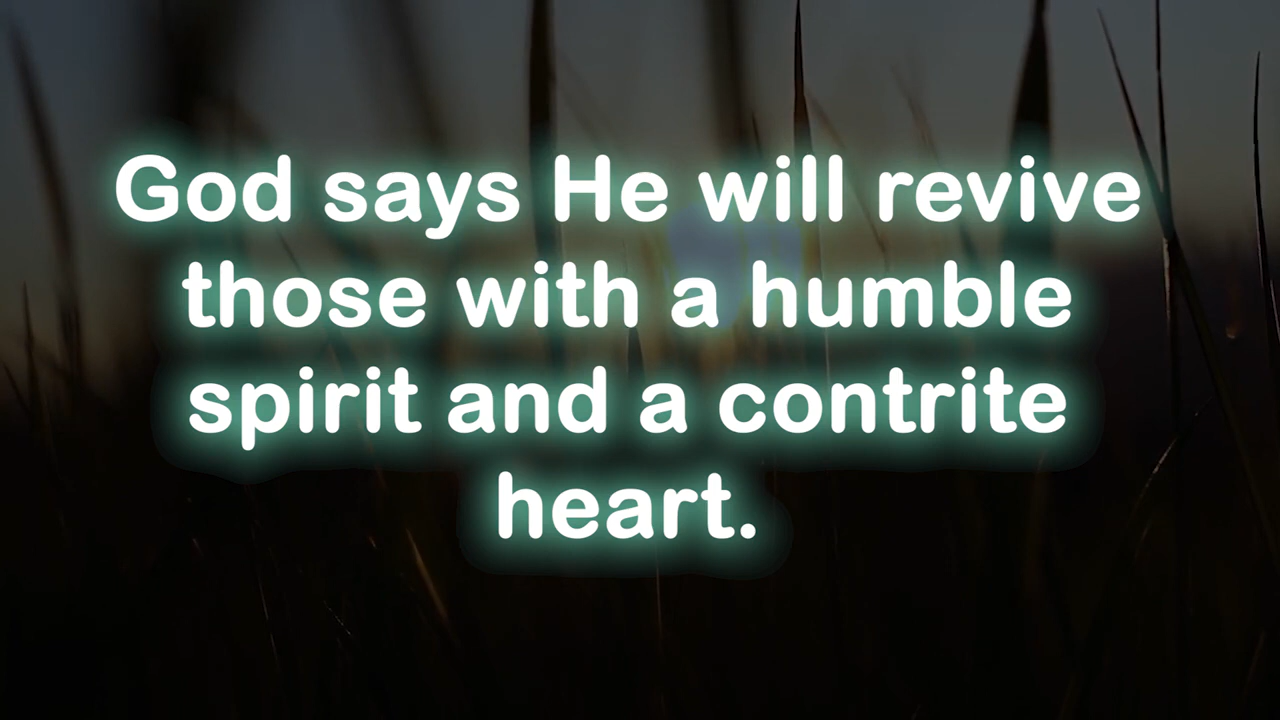 God says He will revive
those with a humble
spirit and a contrite
heart.